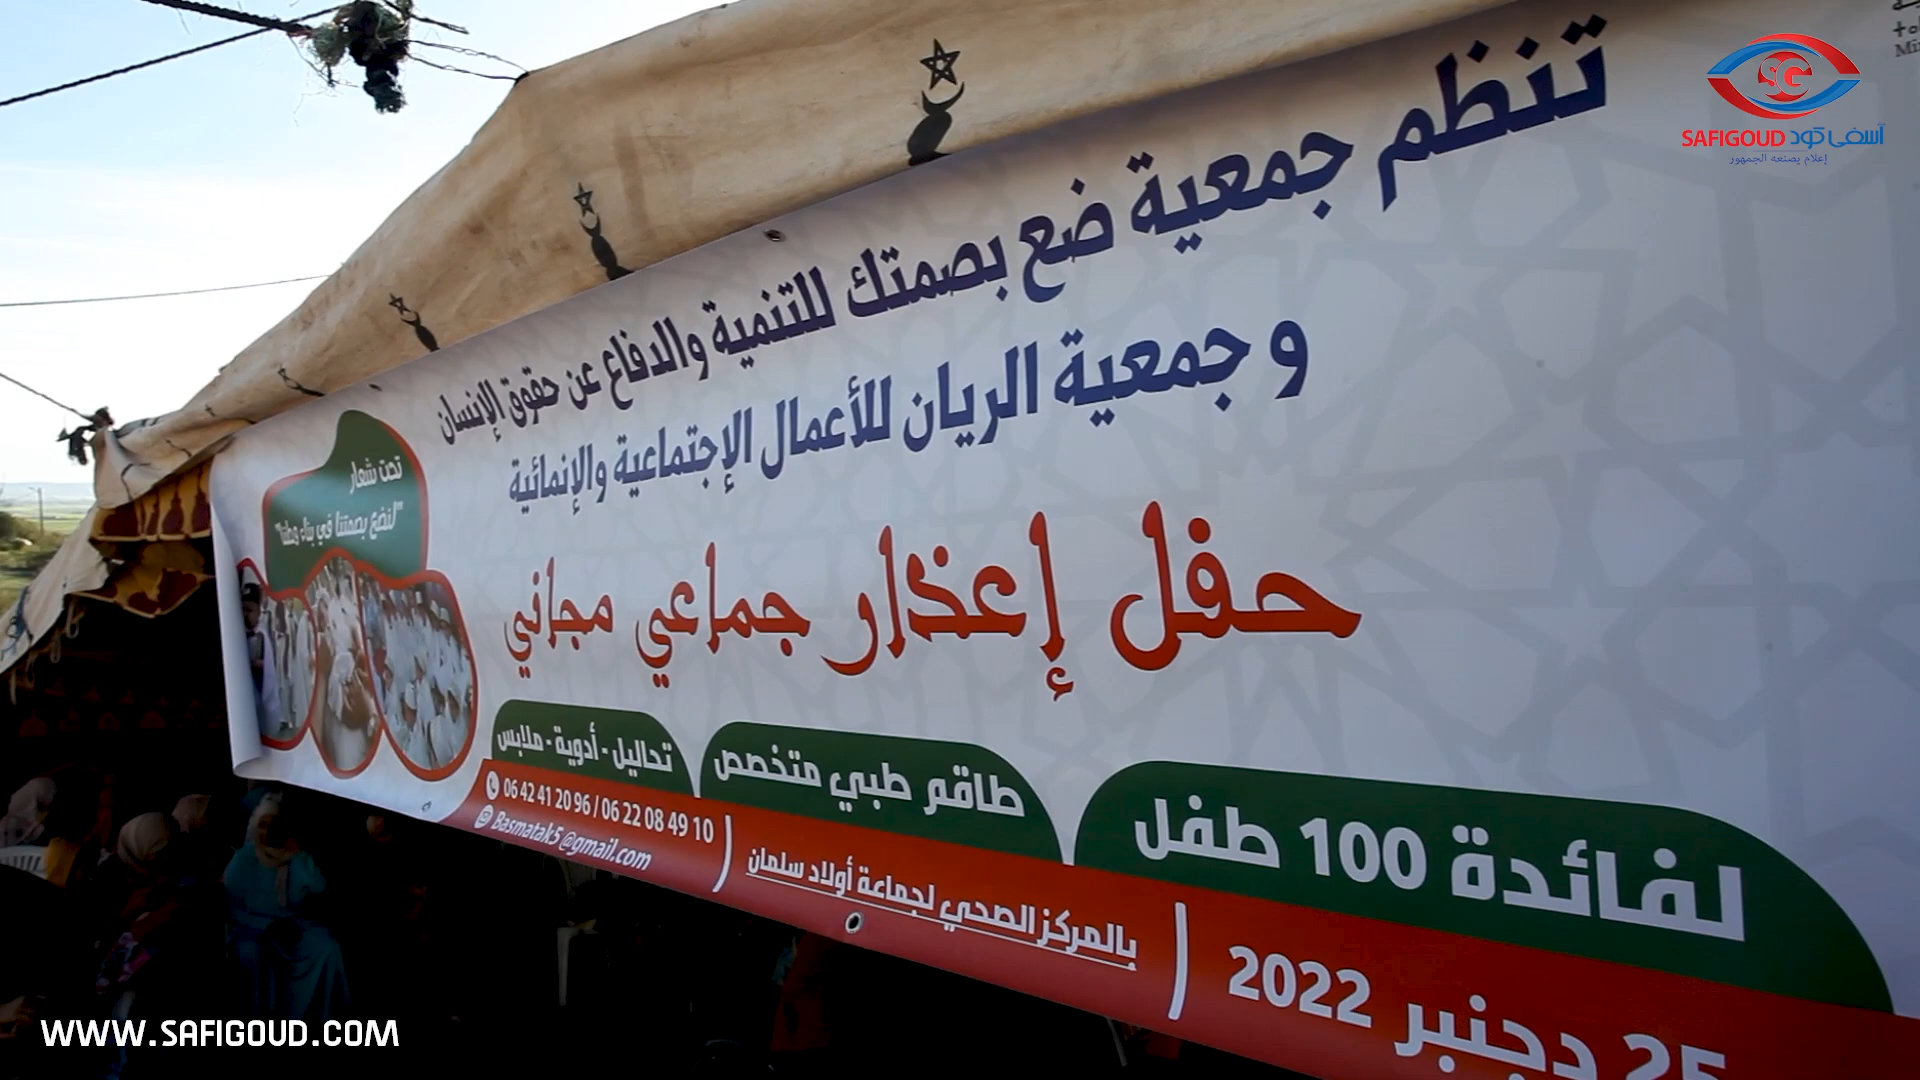 SAFIGOUD آسفي كود
إعلام يصنعه الجمهور
تنظم جمعية ضع بصمتك للتنمية والدفاع عن حقوق الإنسان
و جمعية الريان للأعمال الإجتماعية والإنمائية
تحت شعار
"لنضع بصمتنا في بناء وطننا"
حفل إعذار جماعي مجاني
لفائدة 100 طفل
طاقم طبي متخصص
تحاليل - أدوية - ملابس
25 دجنبر 2022
بالمركز الصحي لجماعة أولاد سلمان
06 42 41 20 96 / 06 22 08 49 10
Basmatak5@gmail.com
WWW.SAFIGOUD.COM